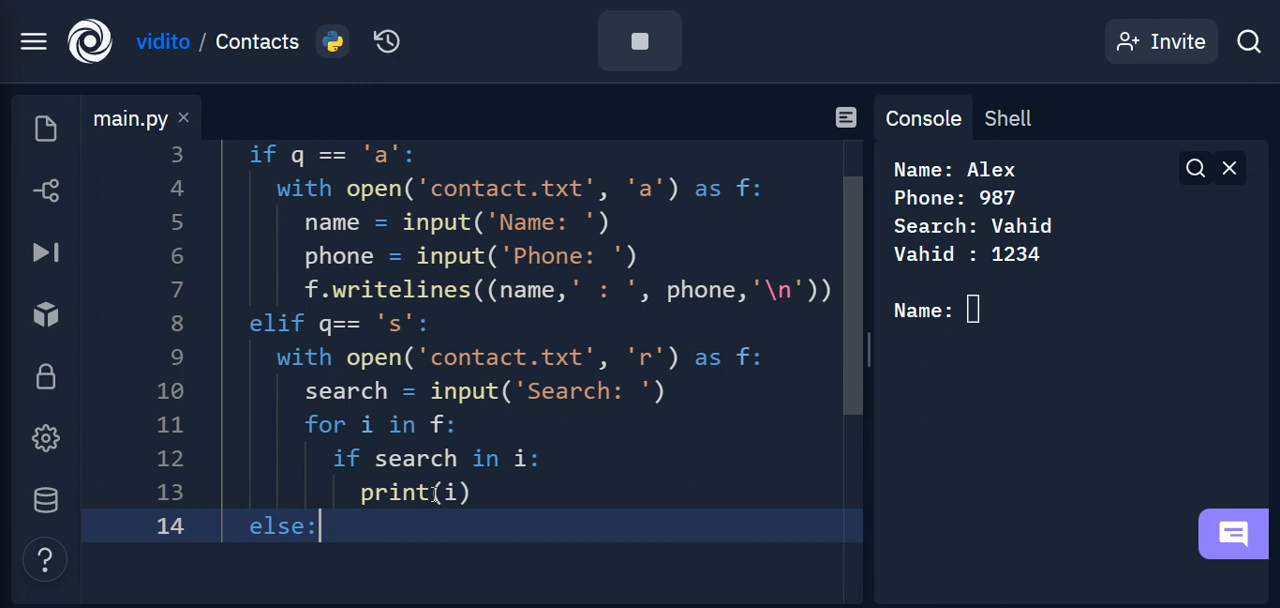 vidito / Contacts
Invite
main.py
3 if q == 'a':
4 with open('contact.txt', 'a') as f:
5 name = input('Name: ')
6 phone = input('Phone: ')
7 f.writelines((name,' : ', phone,'\n'))
8 elif q== 's':
9 with open('contact.txt', 'r') as f:
10 search = input('Search: ')
11 for i in f:
12 if search in i:
13 print(i)
14 else:
Console Shell
Name: Alex
Phone: 987
Search: Vahid
Vahid : 1234
Name: